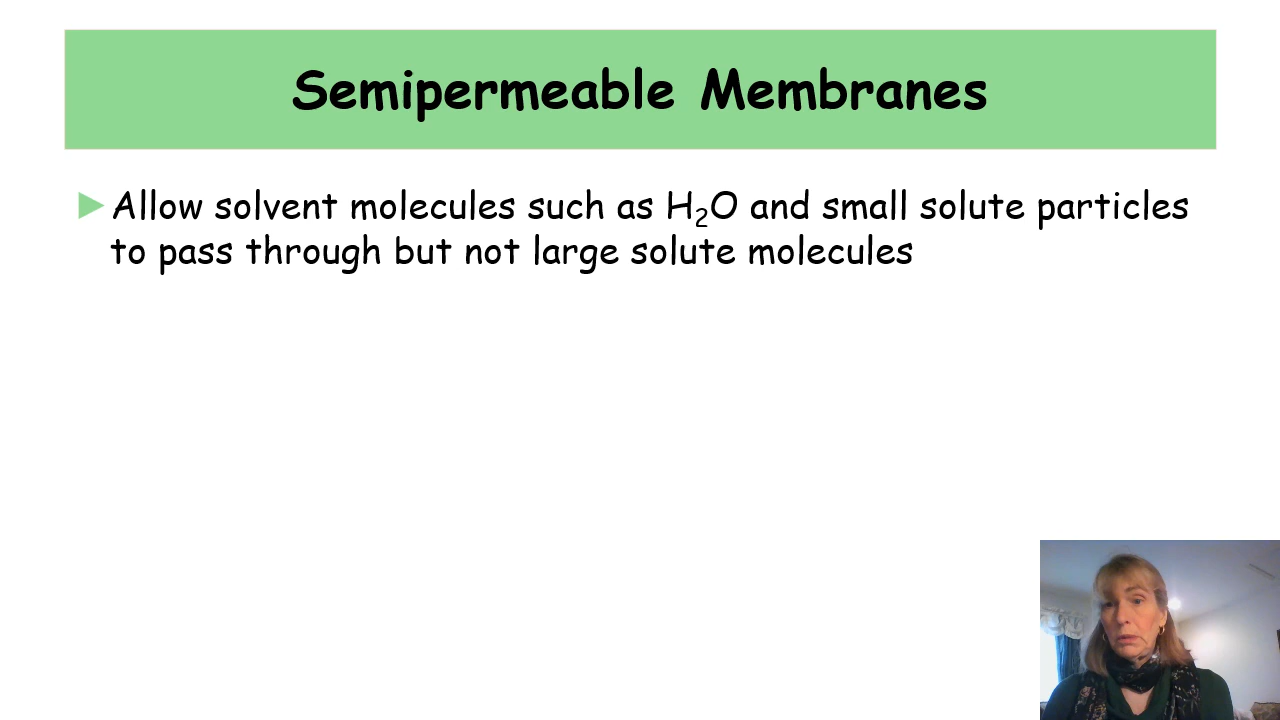 Semipermeable Membranes
Allow solvent molecules such as H₂O and small solute particles
to pass through but not large solute molecules